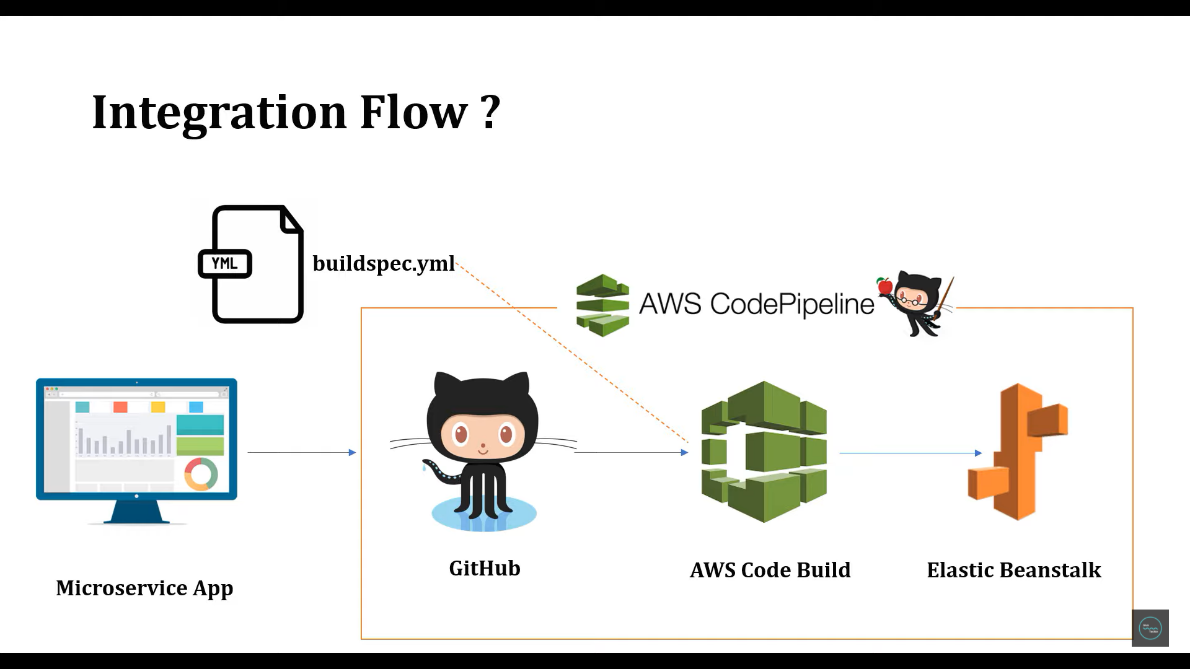 Integration Flow ?
YML
buildspec.yml
AWS CodePipeline
GitHub
AWS Code Build
Elastic Beanstalk
Microservice App